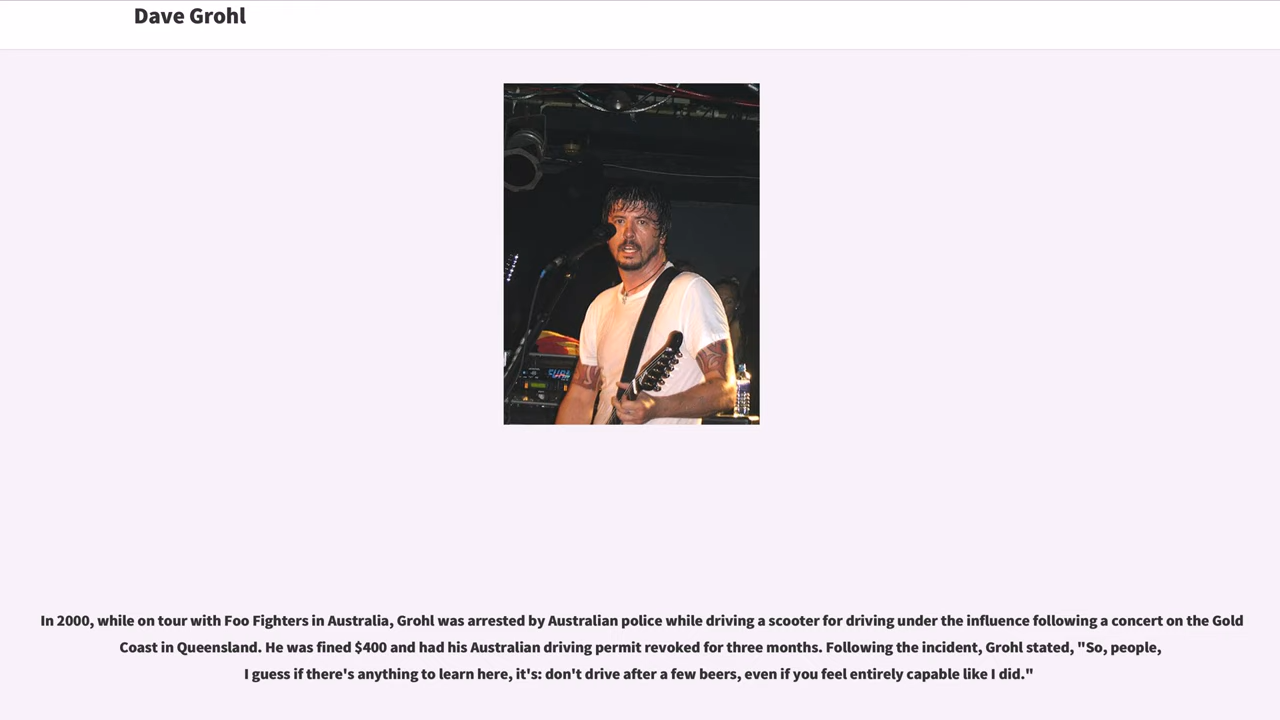 Dave Grohl
In 2000, while on tour with Foo Fighters in Australia, Grohl was arrested by Australian police while driving a scooter for driving under the influence following a concert on the Gold
Coast in Queensland. He was fined $400 and had his Australian driving permit revoked for three months. Following the incident, Grohl stated, "So, people,
I guess if there's anything to learn here, it's: don't drive after a few beers, even if you feel entirely capable like I did."